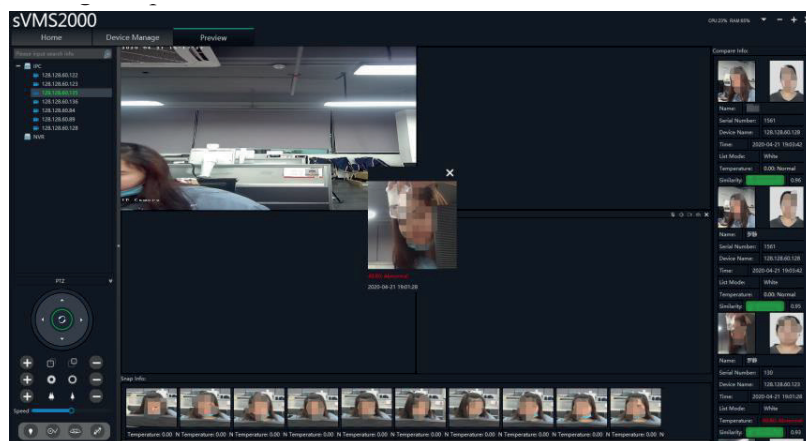 sVMS2000
CPU:23% RAM:60%
Home
Device Manage
Preview
Please input search info
IPC
128.128.60.122
128.128.60.123
128.128.60.136
128.128.60.84
128.128.60.89
128.128.60.128
NVR
IP Camera
2020-04-21 19:01:28
PTZ
Speed
Snap Info:
Temperature: 0.00 N
Temperature: 0.00 N
Temperature: 0.00 N
Temperature: 0.00 N
Temperature: 0.00 N
Temperature: 0.00 N
Temperature: 0.00 N
Temperature: 0.00 N
Temperature: 0.00 N
Temperature: 0.00 N
Compare Info:
Name:
Serial Number: 1561
Device Name: 128.128.60.128
Time: 2020-04-21 19:03:42
List Mode: White
Temperature: 0.00: Normal
Similarity: 0.96
Name:
Serial Number: 1561
Device Name: 128.128.60.128
Time: 2020-04-21 19:03:42
List Mode: White
Temperature: 0.00: Normal
Similarity: 0.95
Name:
Serial Number: 130
Device Name: 128.128.60.123
Time: 2020-04-21 19:01:28
List Mode: White
Temperature:
Similarity: 0.93